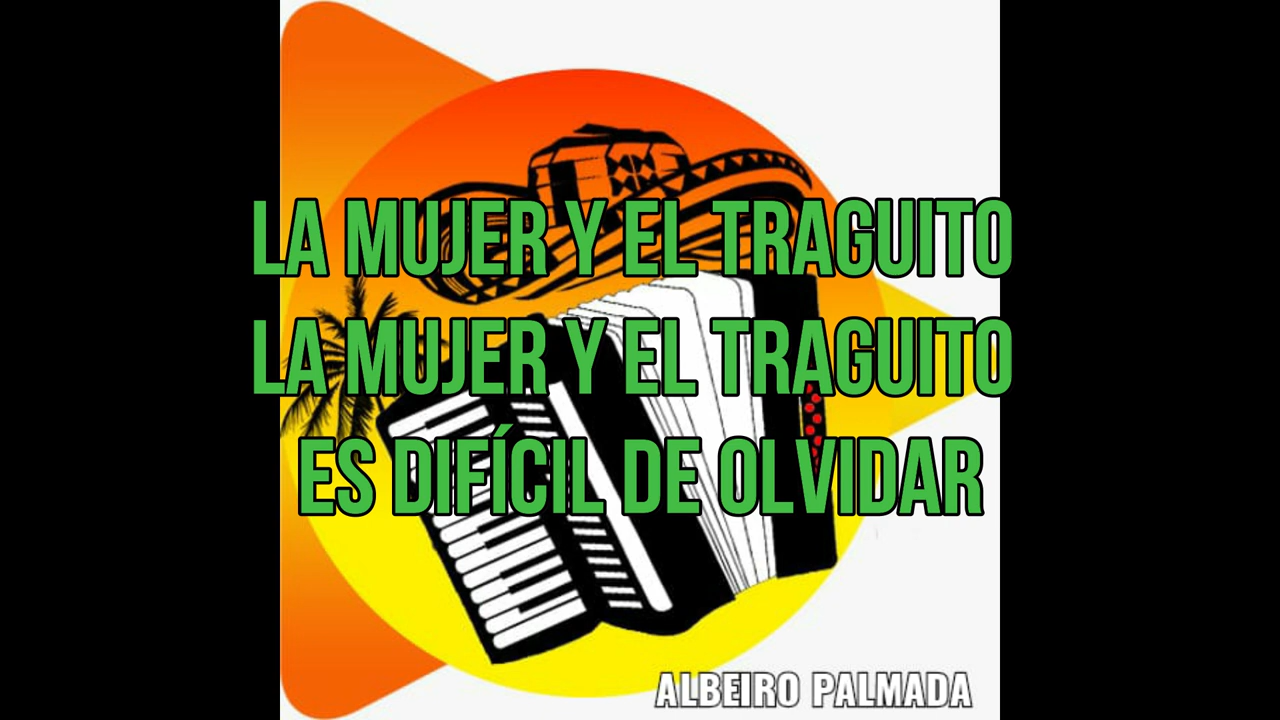 LA MUJER Y EL TRAGUITO
LA MUJER Y EL TRAGUITO
ES DIFÍCIL DE OLVIDAR
ALBEIRO PALMADA